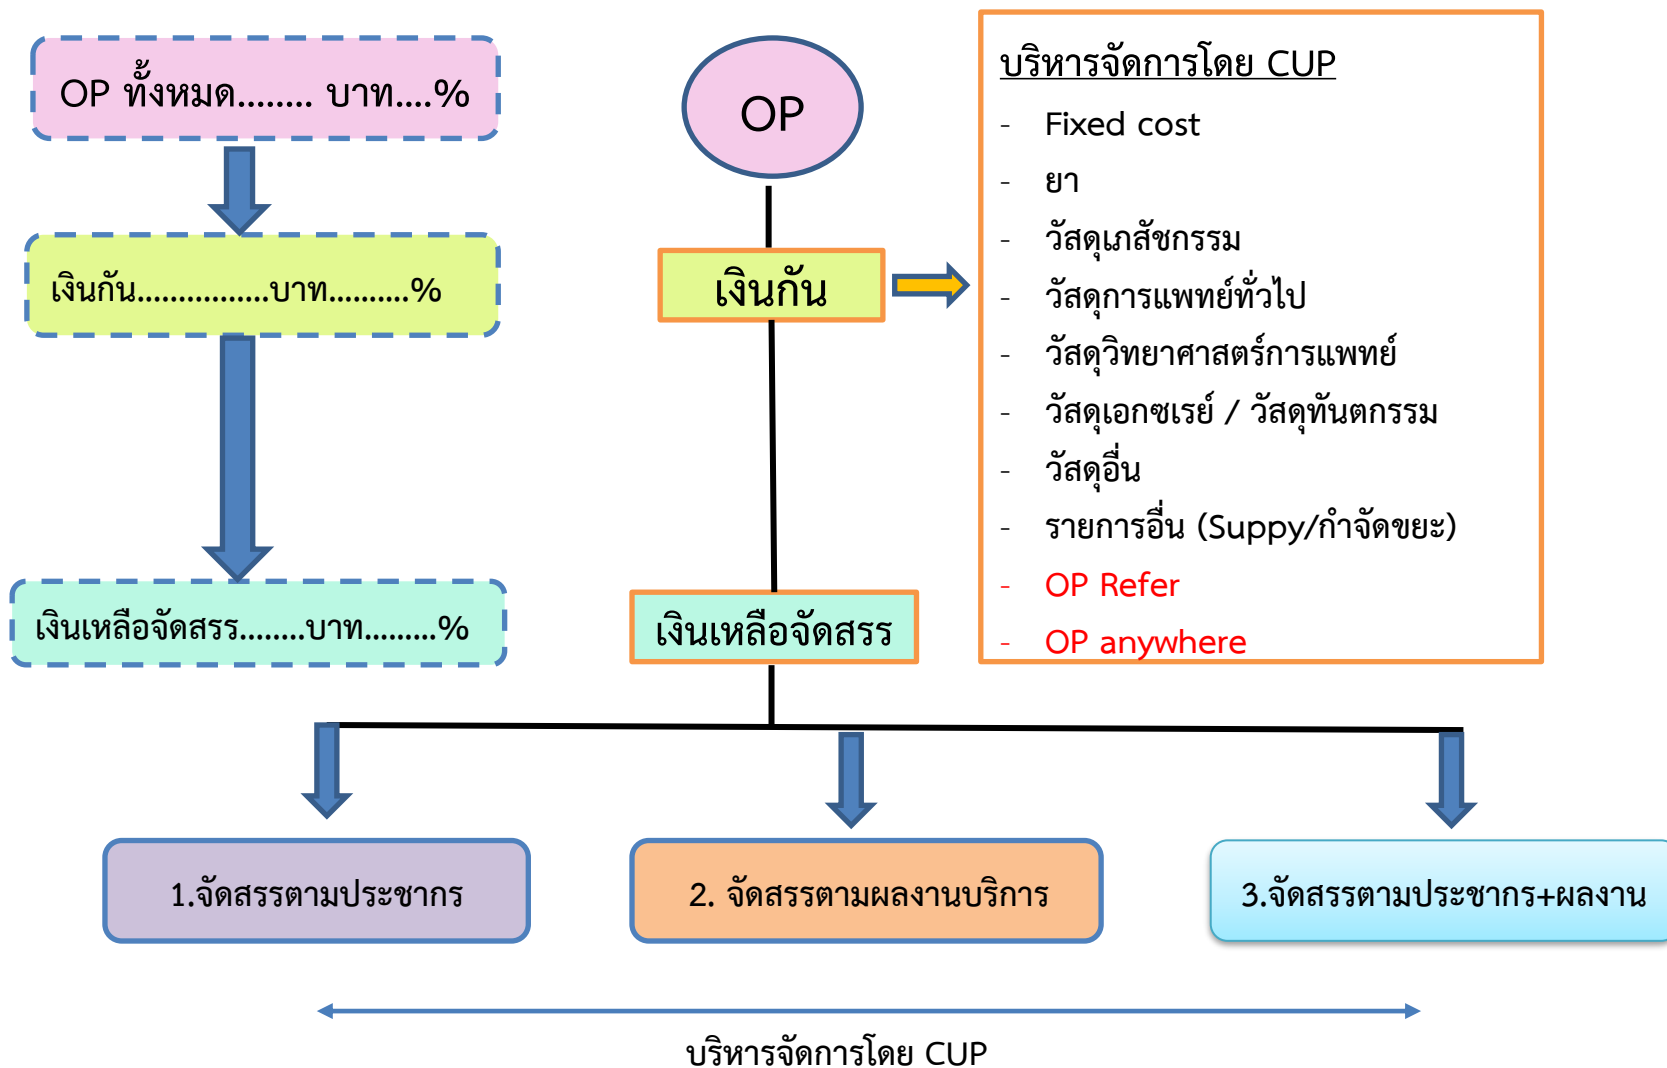 OP ทั้งหมด........ บาท....%
เงินกัน................บาท..........%
เงินเหลือจัดสรร........บาท.........%
OP
เงินกัน
เงินเหลือจัดสรร
บริหารจัดการโดย CUP
- Fixed cost
- ยา
- วัสดุเภสัชกรรม
- วัสดุการแพทย์ทั่วไป
- วัสดุวิทยาศาสตร์การแพทย์
- วัสดุเอกซเรย์ / วัสดุทันตกรรม
- วัสดุอื่น
- รายการอื่น (Suppy/กำจัดขยะ)
- OP Refer
- OP anywhere
1.จัดสรรตามประชากร
2. จัดสรรตามผลงานบริการ
3.จัดสรรตามประชากร+ผลงาน
บริหารจัดการโดย CUP